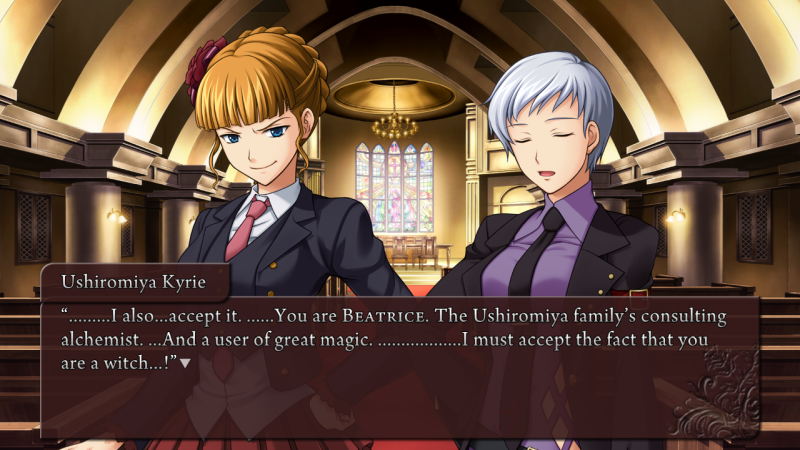 Ushiromiya Kyrie
“.........I also...accept it. ......You are BEATRICE. The Ushiromiya family’s consulting
alchemist. ...And a user of great magic. ..................I must accept the fact that you
are a witch...!”